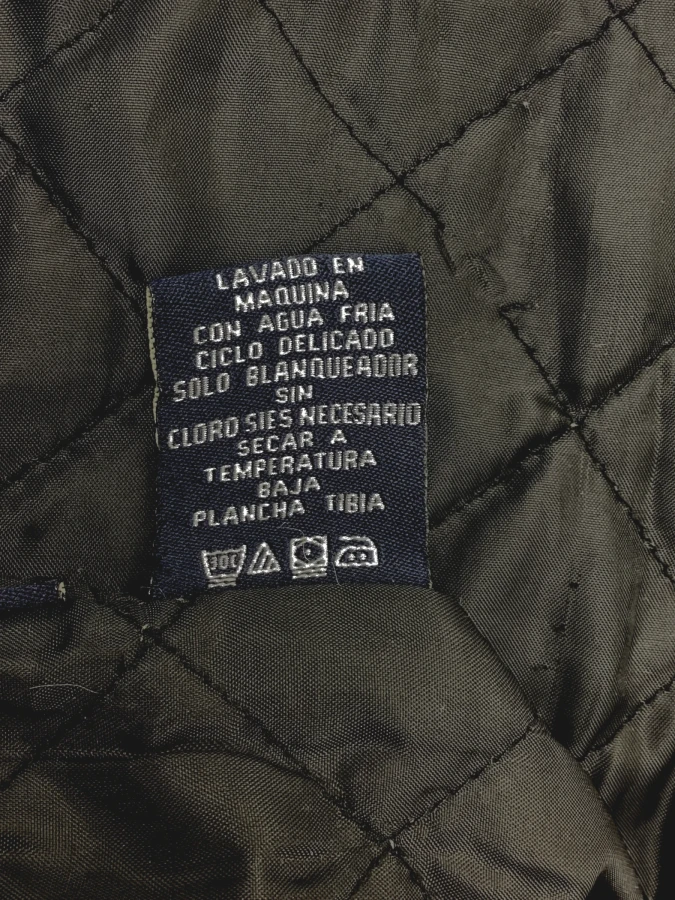 LAVADO EN
MAQUINA
CON AGUA FRIA
CICLO DELICADO
SOLO BLANQUEADOR
SIN
CLORO SIES NECESARIO
SECAR A
TEMPERATURA
BAJA
PLANCHA TIBIA
30C